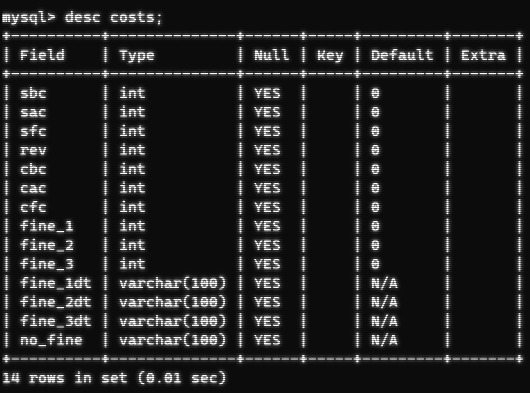 mysql> desc costs;
+----------+--------------+------+-----+---------+-------+
| Field    | Type         | Null | Key | Default | Extra |
+----------+--------------+------+-----+---------+-------+
| sbc      | int          | YES  |     | 0       |       |
| sac      | int          | YES  |     | 0       |       |
| sfc      | int          | YES  |     | 0       |       |
| rev      | int          | YES  |     | 0       |       |
| cbc      | int          | YES  |     | 0       |       |
| cac      | int          | YES  |     | 0       |       |
| cfc      | int          | YES  |     | 0       |       |
| fine_1   | int          | YES  |     | 0       |       |
| fine_2   | int          | YES  |     | 0       |       |
| fine_3   | int          | YES  |     | 0       |       |
| fine_1dt | varchar(100) | YES  |     | N/A     |       |
| fine_2dt | varchar(100) | YES  |     | N/A     |       |
| fine_3dt | varchar(100) | YES  |     | N/A     |       |
| no_fine  | varchar(100) | YES  |     | N/A     |       |
+----------+--------------+------+-----+---------+-------+
14 rows in set (0.01 sec)